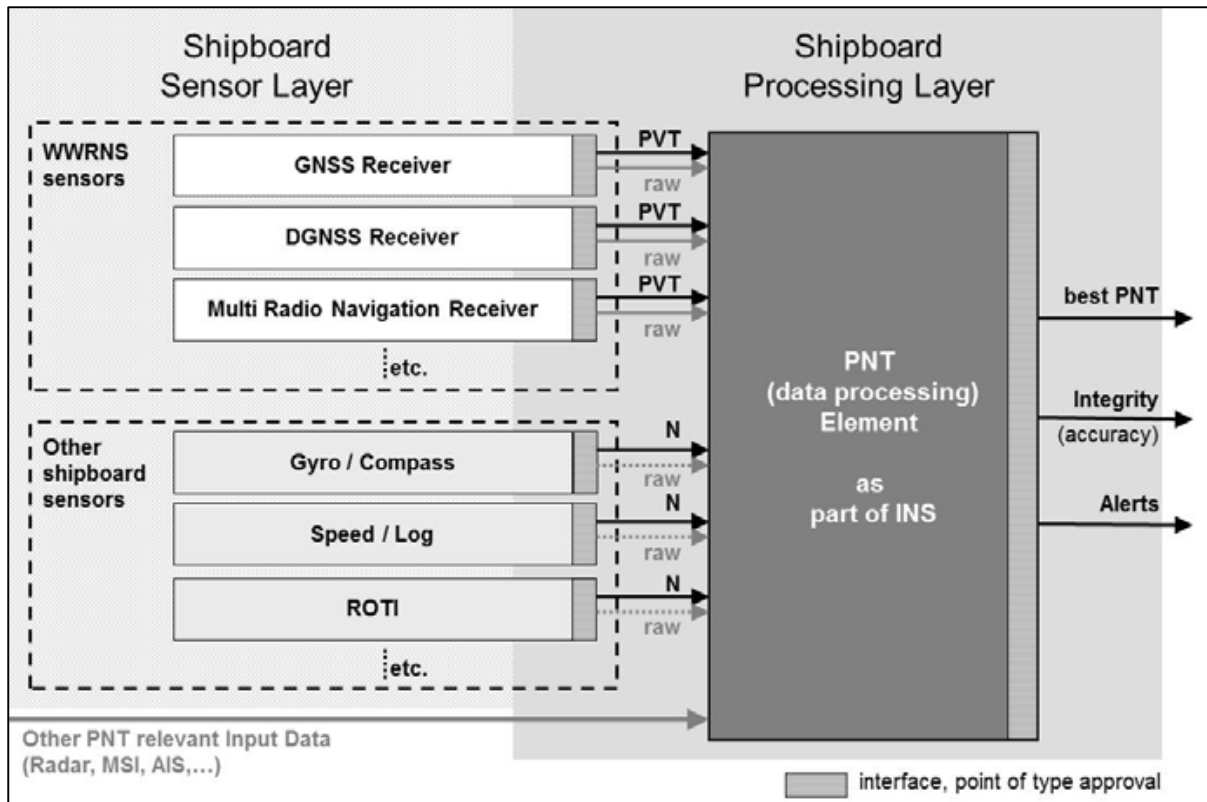 Shipboard
Sensor Layer
Shipboard
Processing Layer
WWRNS
sensors
GNSS Receiver
PVT
raw
DGNSS Receiver
PVT
raw
Multi Radio Navigation Receiver
PVT
raw
etc.
Other
shipboard
sensors
Gyro / Compass
N
raw
Speed / Log
N
raw
ROTI
N
raw
etc.
Other PNT relevant Input Data
(Radar, MSI, AIS,...)
PNT
(data processing)
Element
as
part of INS
best PNT
Integrity
(accuracy)
Alerts
interface, point of type approval